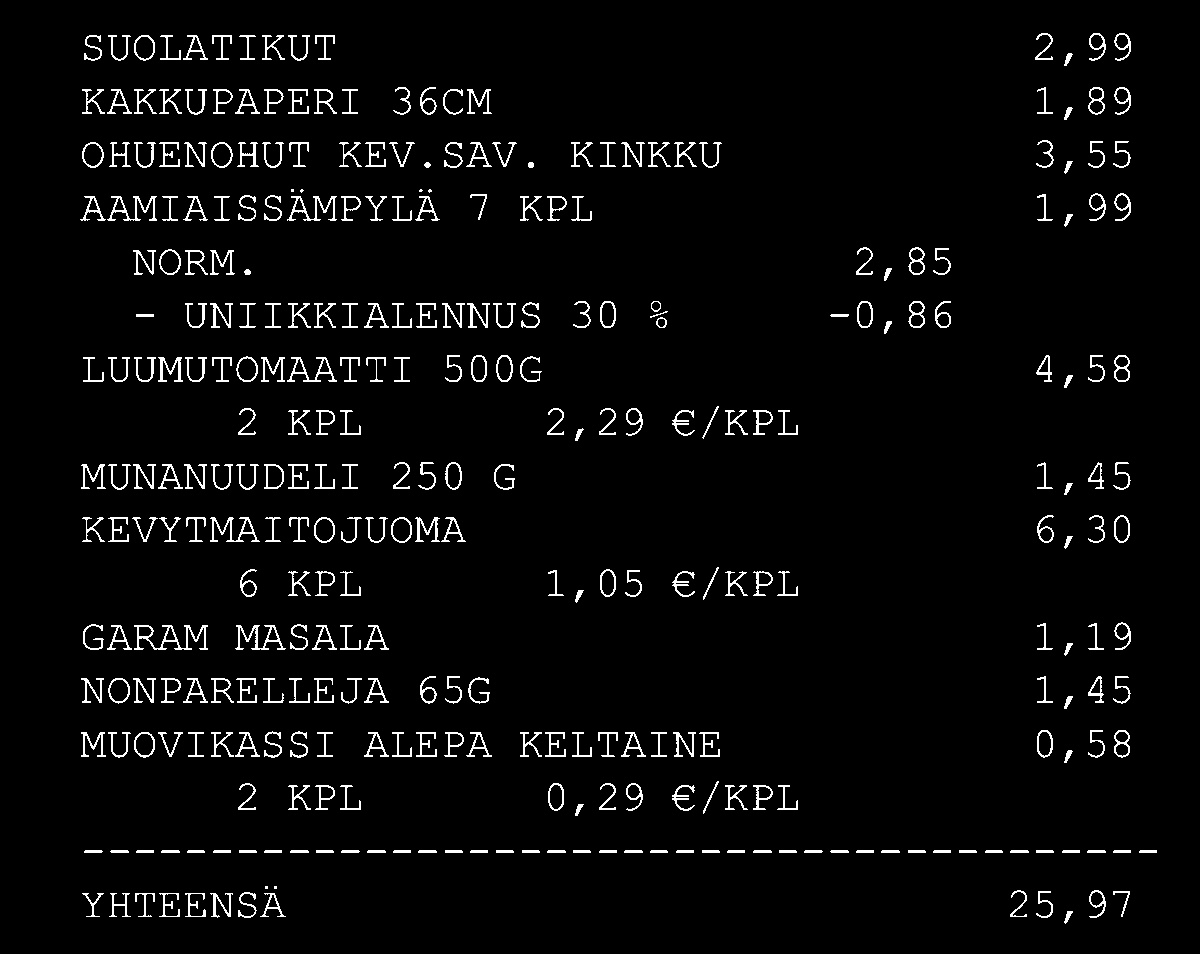 SUOLATIKUT 2,99
KAKKUPAPERI 36CM 1,89
OHUENOHUT KEV.SAV. KINKKU 3,55
AAMIAISSÄMPYLÄ 7 KPL 1,99
NORM. 2,85
- UNIIKKIALENNUS 30 % -0,86
LUUMUTOMAATTI 500G 4,58
2 KPL 2,29 €/KPL
MUNANUUDELI 250 G 1,45
KEVYTMAITOJUOMA 6,30
6 KPL 1,05 €/KPL
GARAM MASALA 1,19
NONPARELLEJA 65G 1,45
MUOVIKASSI ALEPA KELTAINE 0,58
2 KPL 0,29 €/KPL
------------------------------------------
YHTEENSÄ 25,97